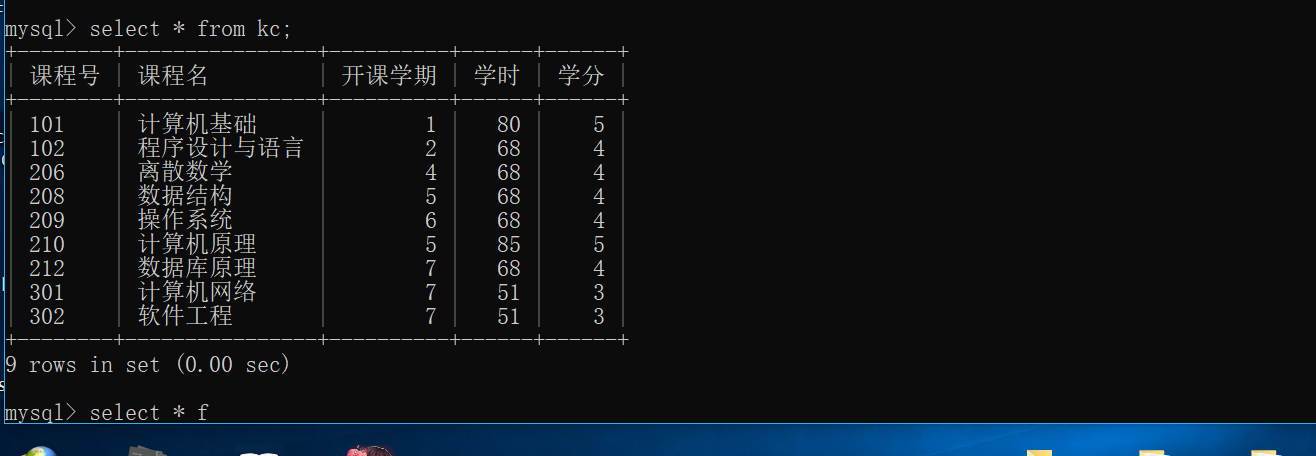 mysql> select * from kc;
+--------+-----------------+----------+------+------+
| 课程号 | 课程名 | 开课学期 | 学时 | 学分 |
+--------+-----------------+----------+------+------+
| 101 | 计算机基础 | 1 | 80 | 5 |
| 102 | 程序设计与语言 | 2 | 68 | 4 |
| 206 | 离散数学 | 4 | 68 | 4 |
| 208 | 数据结构 | 5 | 68 | 4 |
| 209 | 操作系统 | 6 | 68 | 4 |
| 210 | 计算机原理 | 5 | 85 | 5 |
| 212 | 数据库原理 | 7 | 68 | 4 |
| 301 | 计算机网络 | 7 | 51 | 3 |
| 302 | 软件工程 | 7 | 51 | 3 |
+--------+-----------------+----------+------+------+
9 rows in set (0.00 sec)
mysql> select * f